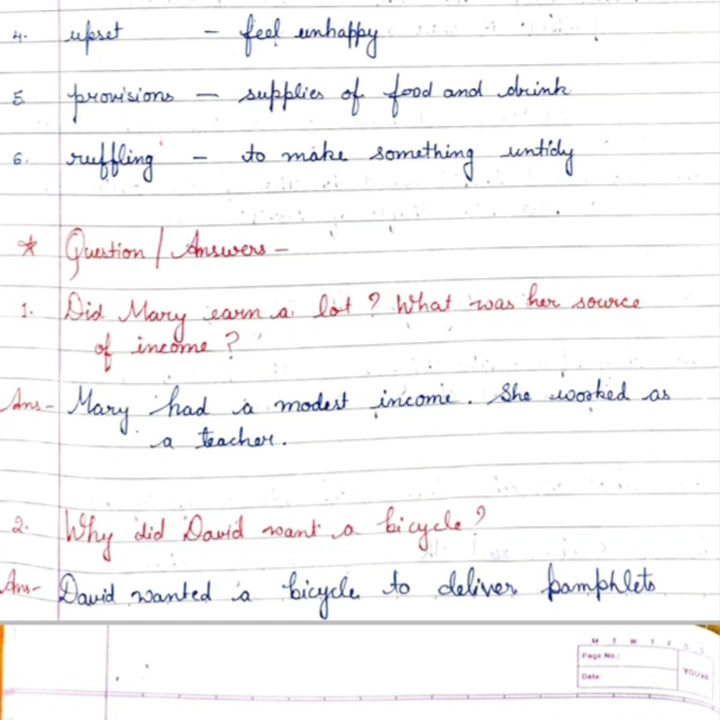 4. upset - feel unhappy
5 provisions - supplies of food and drink
6. ruffling - to make something untidy
* Question / Answers -
1. Did Mary earn a lot ? What was her source
of income ?
Ans - Mary had a modest income. She worked as
a teacher.
2. Why did David want a bicycle ?
Ans - David wanted a bicycle to deliver pamphlets
M T W T F S S
Page No.:
Date:
YOUVA